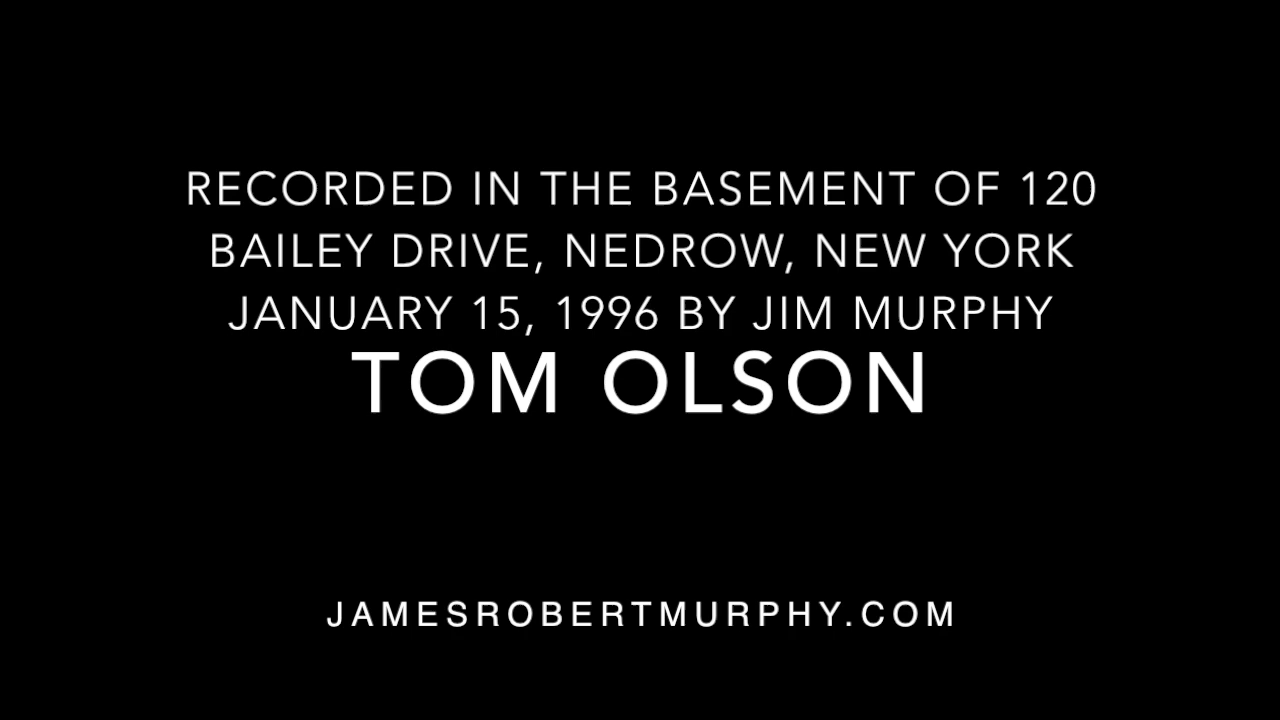 RECORDED IN THE BASEMENT OF 120
BAILEY DRIVE, NEDROW, NEW YORK
JANUARY 15, 1996 BY JIM MURPHY
TOM OLSON
JAMESROBERTMURPHY.COM